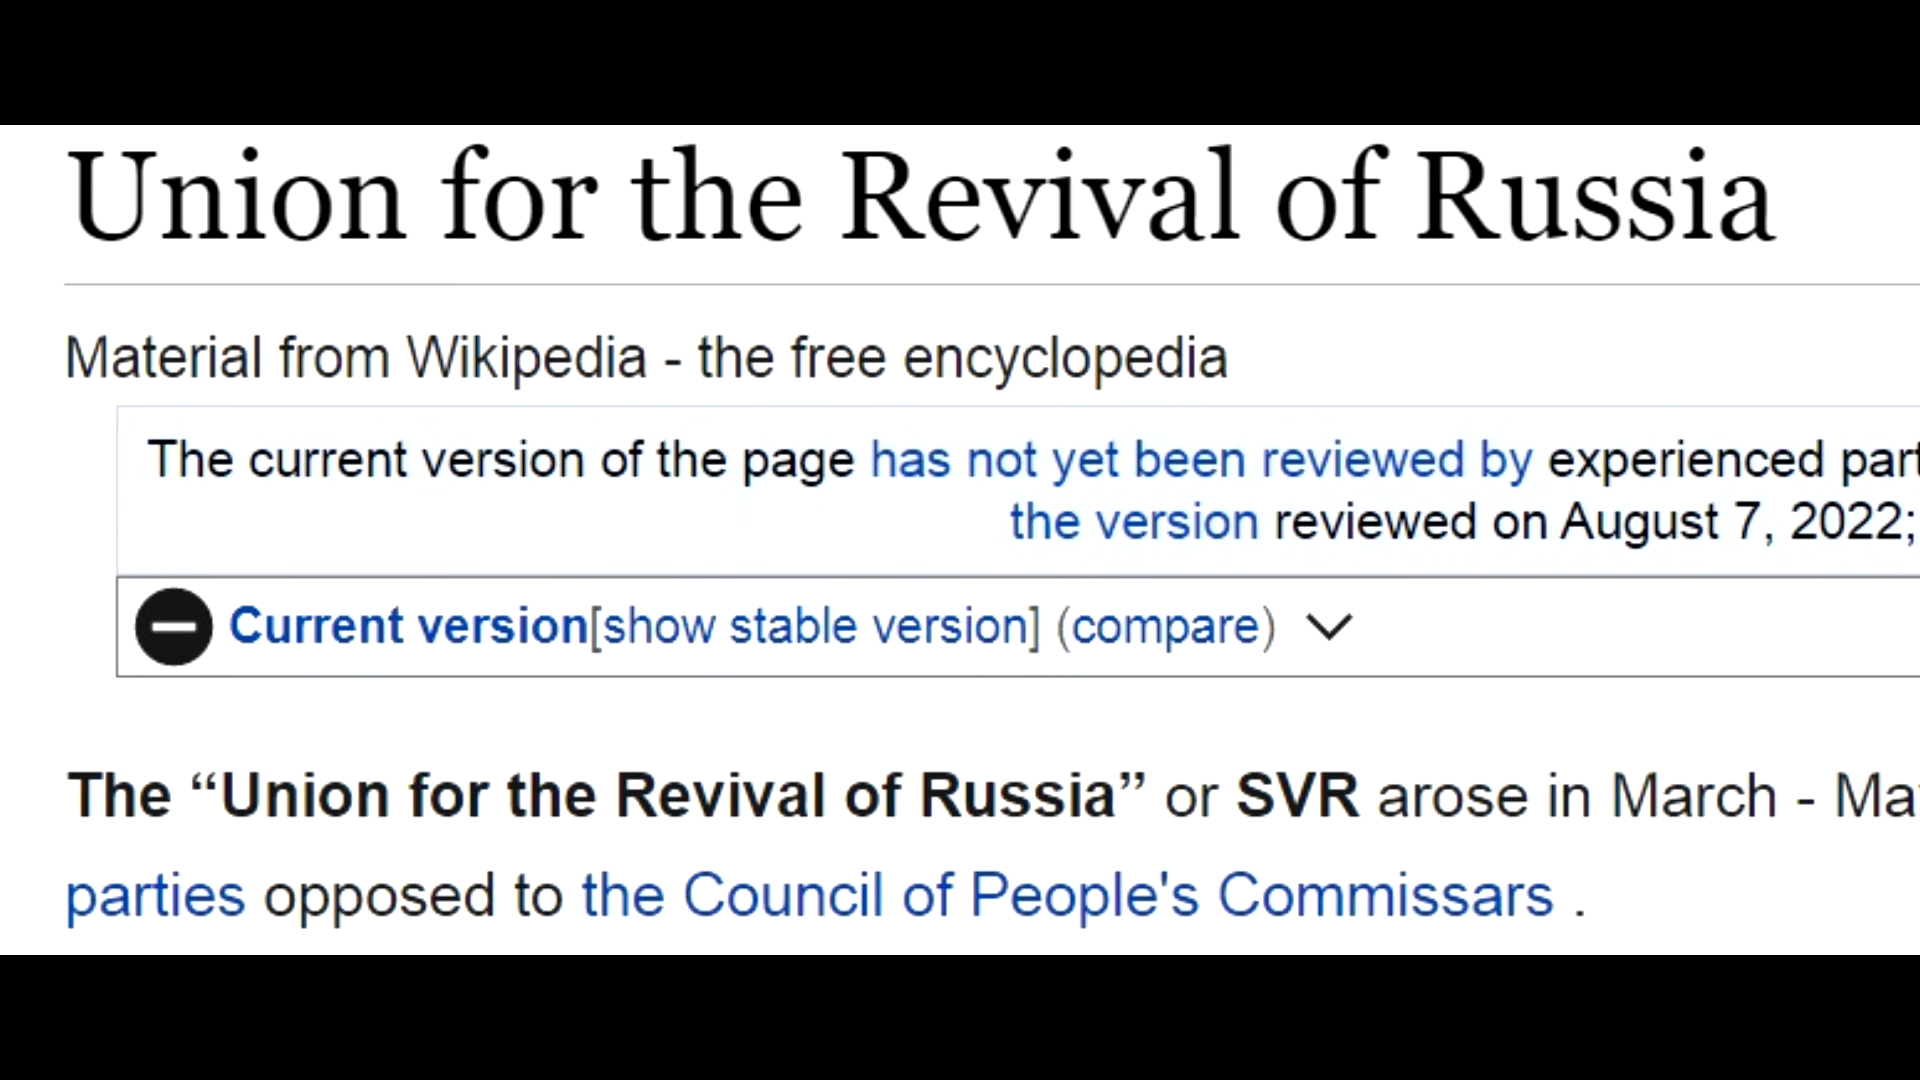 Union for the Revival of Russia
Material from Wikipedia - the free encyclopedia
The current version of the page has not yet been reviewed by experienced
the version reviewed on August 7, 2022;
Current version[show stable version] (compare)
The “Union for the Revival of Russia” or SVR arose in March -
parties opposed to the Council of People's Commissars .